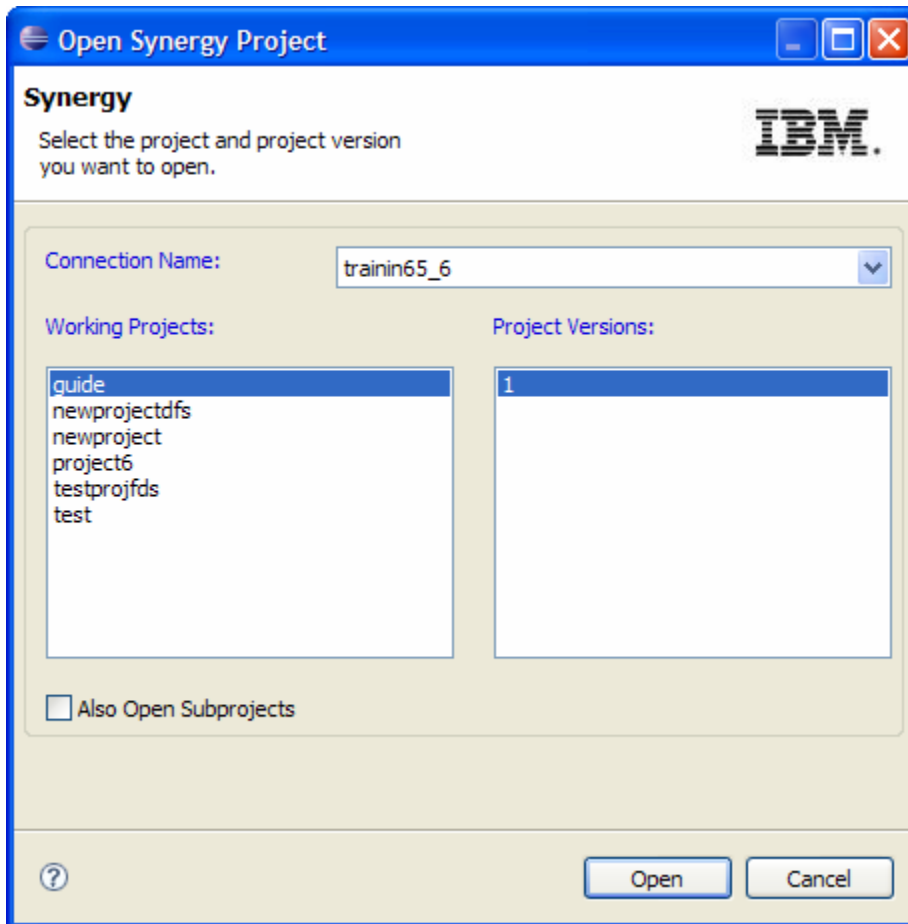 Open Synergy Project
Synergy
IBM.
Select the project and project version
you want to open.
Connection Name:
trainin65_6
Working Projects:
Project Versions:
guide
newprojectdfs
newproject
project6
testprojfds
test
1
Also Open Subprojects
?
Open
Cancel